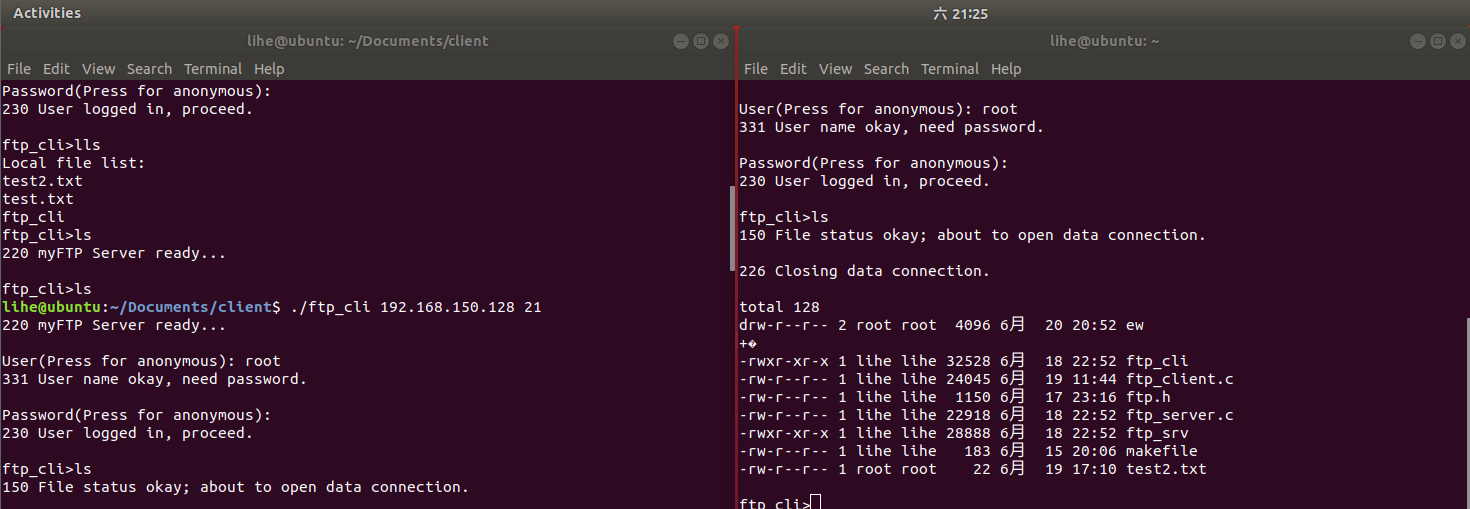 Activities
六 21:25
lihe@ubuntu: ~/Documents/client
File Edit View Search Terminal Help
Password(Press for anonymous):
230 User logged in, proceed.
ftp_cli>lls
Local file list:
test2.txt
test.txt
ftp_cli
ftp_cli>ls
220 myFTP Server ready...
ftp_cli>ls
lihe@ubuntu:~/Documents/client$ ./ftp_cli 192.168.150.128 21
220 myFTP Server ready...
User(Press for anonymous): root
331 User name okay, need password.
Password(Press for anonymous):
230 User logged in, proceed.
ftp_cli>ls
150 File status okay; about to open data connection.
lihe@ubuntu: ~
File Edit View Search Terminal Help
User(Press for anonymous): root
331 User name okay, need password.
Password(Press for anonymous):
230 User logged in, proceed.
ftp_cli>ls
150 File status okay; about to open data connection.
226 Closing data connection.
total 128
drw-r--r-- 2 root root  4096 6月  20 20:52 ew
+�
-rwxr-xr-x 1 lihe lihe 32528 6月  18 22:52 ftp_cli
-rw-r--r-- 1 lihe lihe 24045 6月  19 11:44 ftp_client.c
-rw-r--r-- 1 lihe lihe  1150 6月  17 23:16 ftp.h
-rw-r--r-- 1 lihe lihe 22918 6月  18 22:52 ftp_server.c
-rwxr-xr-x 1 lihe lihe 28888 6月  18 22:52 ftp_srv
-rw-r--r-- 1 lihe lihe   183 6月  15 20:06 makefile
-rw-r--r-- 1 root root    22 6月  19 17:10 test2.txt
ftp_cli>